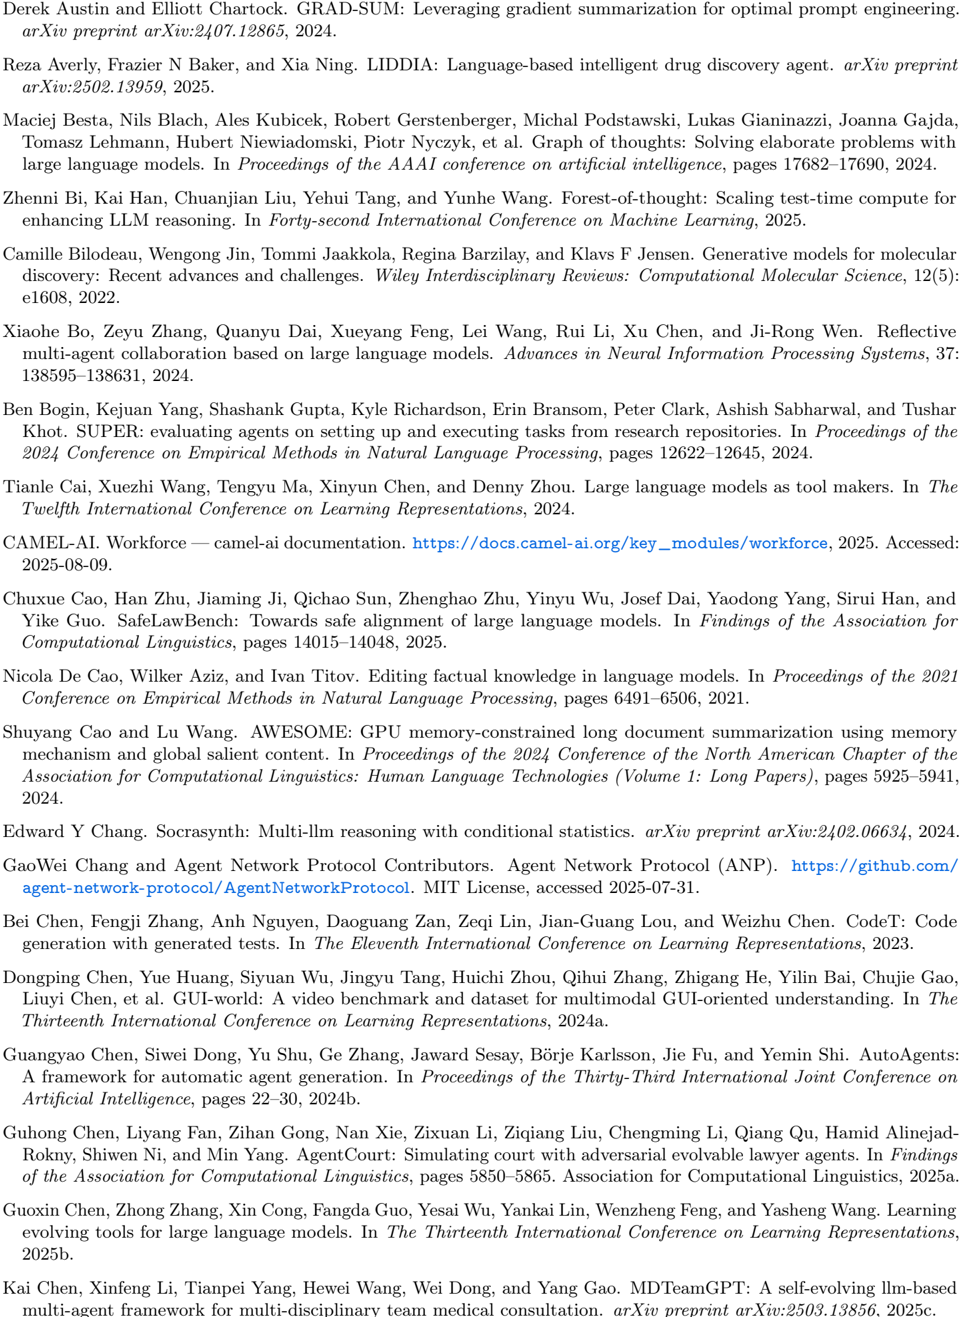 Derek Austin and Elliott Chartock. GRAD-SUM: Leveraging gradient summarization for optimal prompt engineering.
arXiv preprint arXiv:2407.12865, 2024.
Reza Averly, Frazier N Baker, and Xia Ning. LIDDIA: Language-based intelligent drug discovery agent. arXiv preprint
arXiv:2502.13959, 2025.
Maciej Besta, Nils Blach, Ales Kubicek, Robert Gerstenberger, Michal Podstawski, Lukas Gianinazzi, Joanna Gajda,
Tomasz Lehmann, Hubert Niewiadomski, Piotr Nyczyk, et al. Graph of thoughts: Solving elaborate problems with
large language models. In Proceedings of the AAAI conference on artificial intelligence, pages 17682–17690, 2024.
Zhenni Bi, Kai Han, Chuanjian Liu, Yehui Tang, and Yunhe Wang. Forest-of-thought: Scaling test-time compute for
enhancing LLM reasoning. In Forty-second International Conference on Machine Learning, 2025.
Camille Bilodeau, Wengong Jin, Tommi Jaakkola, Regina Barzilay, and Klavs F Jensen. Generative models for molecular
discovery: Recent advances and challenges. Wiley Interdisciplinary Reviews: Computational Molecular Science, 12(5):
e1608, 2022.
Xiaohe Bo, Zeyu Zhang, Quanyu Dai, Xueyang Feng, Lei Wang, Rui Li, Xu Chen, and Ji-Rong Wen. Reflective
multi-agent collaboration based on large language models. Advances in Neural Information Processing Systems, 37:
138595–138631, 2024.
Ben Bogin, Kejuan Yang, Shashank Gupta, Kyle Richardson, Erin Bransom, Peter Clark, Ashish Sabharwal, and Tushar
Khot. SUPER: evaluating agents on setting up and executing tasks from research repositories. In Proceedings of the
2024 Conference on Empirical Methods in Natural Language Processing, pages 12622–12645, 2024.
Tianle Cai, Xuezhi Wang, Tengyu Ma, Xinyun Chen, and Denny Zhou. Large language models as tool makers. In The
Twelfth International Conference on Learning Representations, 2024.
CAMEL-AI. Workforce — camel-ai documentation. https://docs.camel-ai.org/key_modules/workforce, 2025. Accessed:
2025-08-09.
Chuxue Cao, Han Zhu, Jiaming Ji, Qichao Sun, Zhenghao Zhu, Yinyu Wu, Josef Dai, Yaodong Yang, Sirui Han, and
Yike Guo. SafeLawBench: Towards safe alignment of large language models. In Findings of the Association for
Computational Linguistics, pages 14015–14048, 2025.
Nicola De Cao, Wilker Aziz, and Ivan Titov. Editing factual knowledge in language models. In Proceedings of the 2021
Conference on Empirical Methods in Natural Language Processing, pages 6491–6506, 2021.
Shuyang Cao and Lu Wang. AWESOME: GPU memory-constrained long document summarization using memory
mechanism and global salient content. In Proceedings of the 2024 Conference of the North American Chapter of the
Association for Computational Linguistics: Human Language Technologies (Volume 1: Long Papers), pages 5925–5941,
2024.
Edward Y Chang. Socrasynth: Multi-llm reasoning with conditional statistics. arXiv preprint arXiv:2402.06634, 2024.
GaoWei Chang and Agent Network Protocol Contributors. Agent Network Protocol (ANP). https://github.com/
agent-network-protocol/AgentNetworkProtocol. MIT License, accessed 2025-07-31.
Bei Chen, Fengji Zhang, Anh Nguyen, Daoguang Zan, Zeqi Lin, Jian-Guang Lou, and Weizhu Chen. CodeT: Code
generation with generated tests. In The Eleventh International Conference on Learning Representations, 2023.
Dongping Chen, Yue Huang, Siyuan Wu, Jingyu Tang, Huichi Zhou, Qihui Zhang, Zhigang He, Yilin Bai, Chujie Gao,
Liuyi Chen, et al. GUI-world: A video benchmark and dataset for multimodal GUI-oriented understanding. In The
Thirteenth International Conference on Learning Representations, 2024a.
Guangyao Chen, Siwei Dong, Yu Shu, Ge Zhang, Jaward Sesay, Börje Karlsson, Jie Fu, and Yemin Shi. AutoAgents:
A framework for automatic agent generation. In Proceedings of the Thirty-Third International Joint Conference on
Artificial Intelligence, pages 22–30, 2024b.
Guhong Chen, Liyang Fan, Zihan Gong, Nan Xie, Zixuan Li, Ziqiang Liu, Chengming Li, Qiang Qu, Hamid Alinejad-
Rokny, Shiwen Ni, and Min Yang. AgentCourt: Simulating court with adversarial evolvable lawyer agents. In Findings
of the Association for Computational Linguistics, pages 5850–5865. Association for Computational Linguistics, 2025a.
Guoxin Chen, Zhong Zhang, Xin Cong, Fangda Guo, Yesai Wu, Yankai Lin, Wenzheng Feng, and Yasheng Wang. Learning
evolving tools for large language models. In The Thirteenth International Conference on Learning Representations,
2025b.
Kai Chen, Xinfeng Li, Tianpei Yang, Hewei Wang, Wei Dong, and Yang Gao. MDTeamGPT: A self-evolving llm-based
multi-agent framework for multi-disciplinary team medical consultation. arXiv preprint arXiv:2503.13856, 2025c.